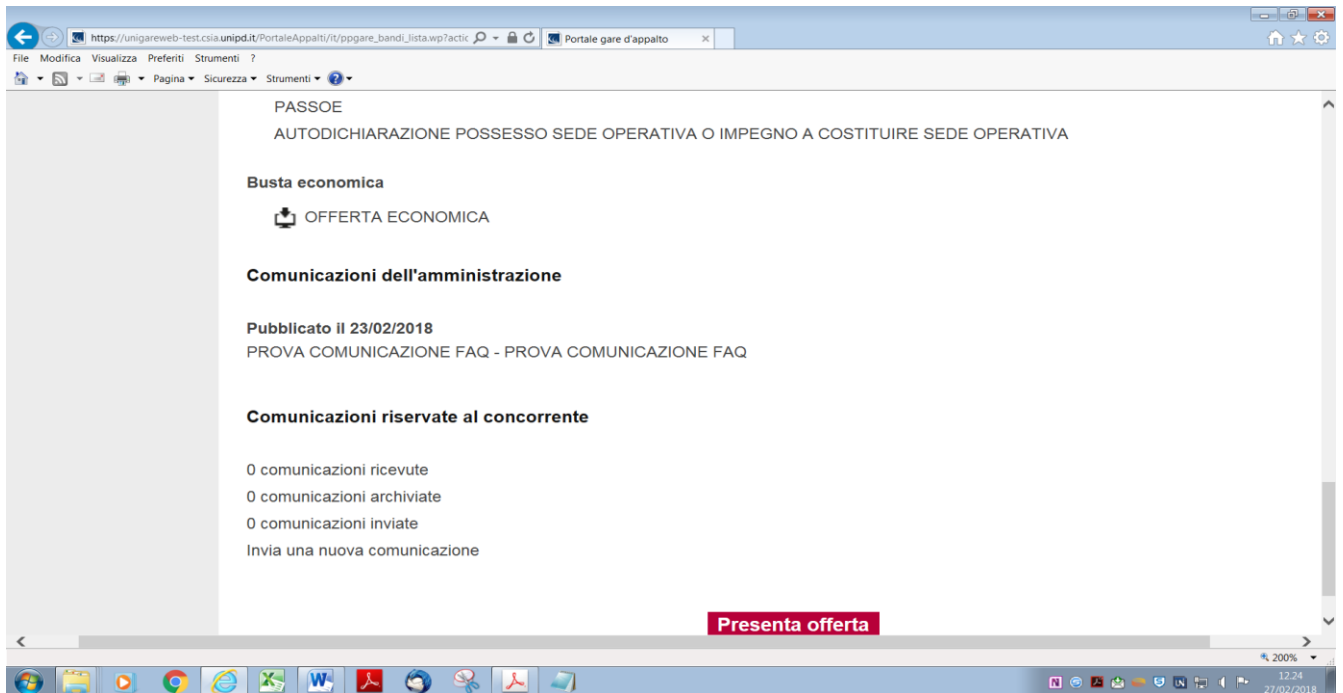 https://unigareweb-test.csia.unipd.it/PortaleAppalti/it/ppgare_bandi_lista.wp?actic
Portale gare d'appalto
File Modifica Visualizza Preferiti Strumenti ?
Pagina Sicurezza Strumenti
PASSOE
AUTODICHIARAZIONE POSSESSO SEDE OPERATIVA O IMPEGNO A COSTITUIRE SEDE OPERATIVA
Busta economica
OFFERTA ECONOMICA
Comunicazioni dell'amministrazione
Pubblicato il 23/02/2018
PROVA COMUNICAZIONE FAQ - PROVA COMUNICAZIONE FAQ
Comunicazioni riservate al concorrente
0 comunicazioni ricevute
0 comunicazioni archiviate
0 comunicazioni inviate
Invia una nuova comunicazione
Presenta offerta
200%
12.24
27/02/2018